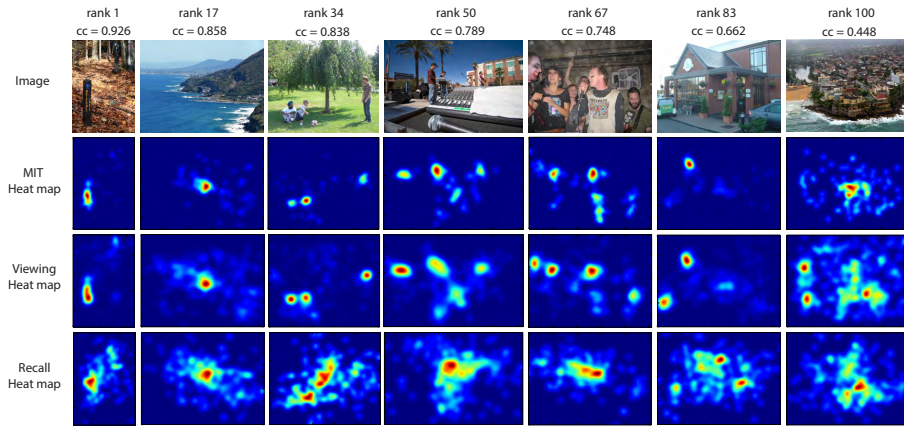 rank 1 rank 17 rank 34 rank 50 rank 67 rank 83 rank 100
cc = 0.926 cc = 0.858 cc = 0.838 cc = 0.789 cc = 0.748 cc = 0.662 cc = 0.448
Image
MIT
Heat map
Viewing
Heat map
Recall
Heat map